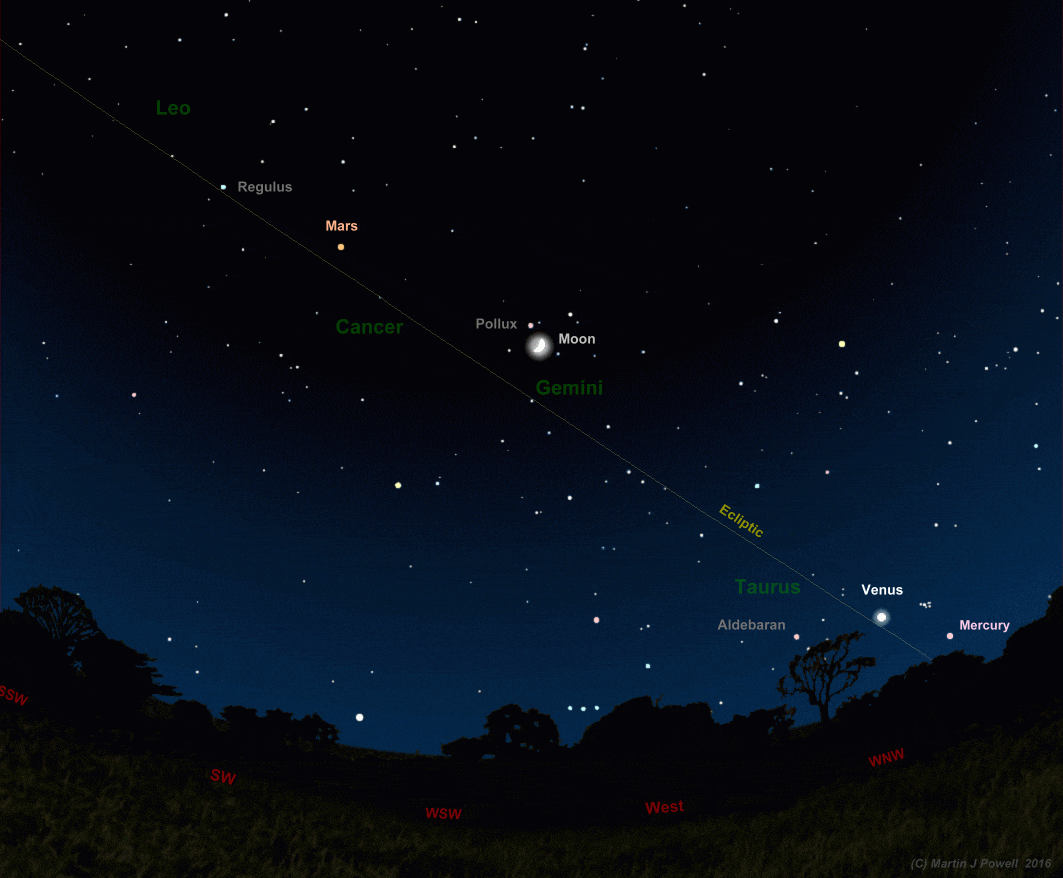 Leo
Regulus
Mars
Cancer
Pollux
Moon
Gemini
Ecliptic
Taurus
Venus
Aldebaran
Mercury
SSW
SW
WSW
West
WNW
(C) Martin J Powell 2016